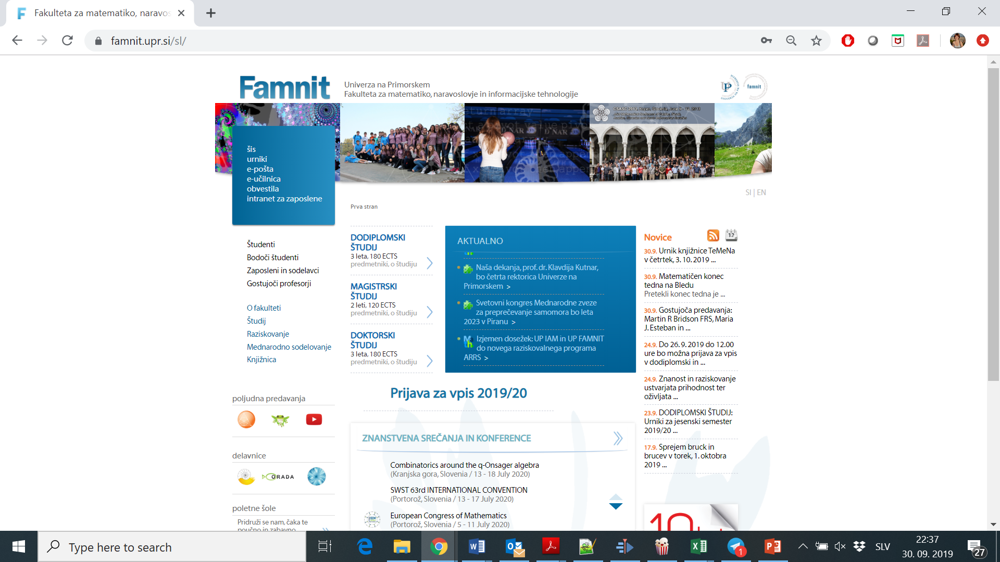 Fakulteta za matematiko, naravos
famnit.upr.si/sl/
Famnit
Univerza na Primorskem
Fakulteta za matematiko, naravoslovje in informacijske tehnologije
UP
famnit
CSASC 2013, Koper, Slovenia, June 9 - 13, 2013
šis
urniki
e-pošta
e-učilnica
obvestila
intranet za zaposlene
SI | EN
Prva stran
Študenti
Bodoči študenti
Zaposleni in sodelavci
Gostujoči profesorji
O fakulteti
Študij
Raziskovanje
Mednarodno sodelovanje
Knjižnica
poljudna predavanja
delavnice
ORADA
poletne šole
Pridruži se nam, čaka te
poučno in zabavno
DODIPLOMSKI
ŠTUDIJ
3 leta, 180 ECTS
predmetniki, o študiju
MAGISTRSKI
ŠTUDIJ
2 leti, 120 ECTS
predmetniki, o študiju
DOKTORSKI
ŠTUDIJ
3 leta, 180 ECTS
predmetniki, o študiju
AKTUALNO
Naša dekanja, prof. dr. Klavdija Kutnar,
bo četrta rektorica Univerze na
Primorskem >
Svetovni kongres Mednarodne zveze
za preprečevanje samomora bo leta
2023 v Piranu >
Izjemen dosežek: UP IAM in UP FAMNIT
do novega raziskovalnega programa
ARRS >
Prijava za vpis 2019/20
ZNANSTVENA SREČANJA IN KONFERENCE
Combinatorics around the q-Onsager algebra
(Kranjska gora, Slovenia / 13 - 18 July 2020)
SWST 63rd INTERNATIONAL CONVENTION
(Portorož, Slovenia / 13 - 17 July 2020)
European Congress of Mathematics
(Portorož, Slovenia / 5 - 11 July 2020)
Novice
12
30.9. Urnik knjižnice TeMeNa
v četrtek, 3. 10. 2019 ...
30.9. Matematičen konec
tedna na Bledu
Pretekli konec tedna je ...
30.9. Gostujoča predavanja:
Martin R Bridson FRS, Maria
J. Esteban in ...
24.9. Do 26. 9. 2019 do 12.00
ure bo možna prijava za vpis
v dodiplomski in ...
24.9. Znanost in raziskovanje
ustvarjata prihodnost ter
oživljata ...
23.9. DODIPLOMSKI ŠTUDIJ:
Urniki za jesenski semester
2019/20 ...
17.9. Sprejem bruck in
brucev v torek, 1. oktobra
2019 ...
10
Type here to search
1
SLV
22:37
30. 09. 2019
27